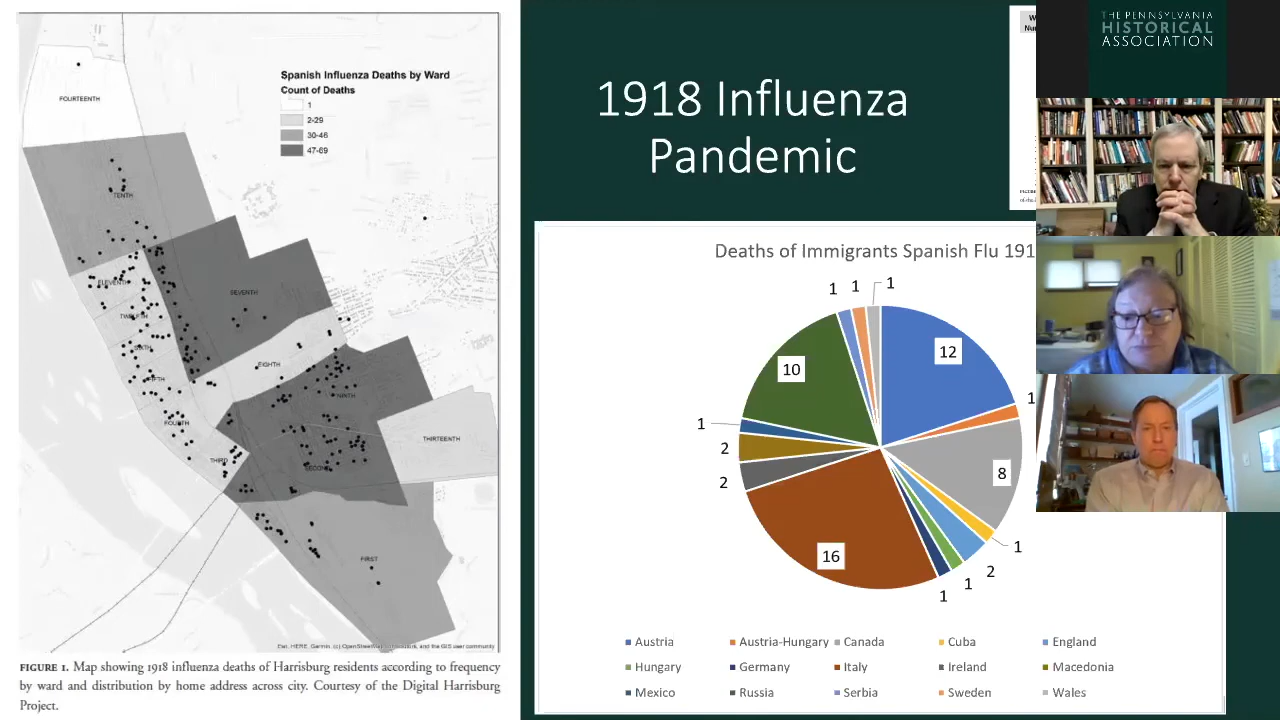 Spanish Influenza Deaths by Ward
Count of Deaths
1
2-29
30-46
47-69
FOURTEENTH
TENTH
ELEVENTH
TWELFTH
SEVENTH
SIXTH
EIGHTH
FIFTH
NINTH
FOURTH
THIRTEENTH
THIRD
SECOND
FIRST
FIGURE 1. Map showing 1918 influenza deaths of Harrisburg residents according to frequency
by ward and distribution by home address across city. Courtesy of the Digital Harrisburg
Project.
1918 Influenza
Pandemic
THE PENNSYLVANIA
HISTORICAL
ASSOCIATION
Deaths of Immigrants Spanish Flu 191
1 1 1
12
10
1
1
2
8
2
1
16
2
1
1
Austria Austria-Hungary Canada Cuba England
Hungary Germany Italy Ireland Macedonia
Mexico Russia Serbia Sweden Wales